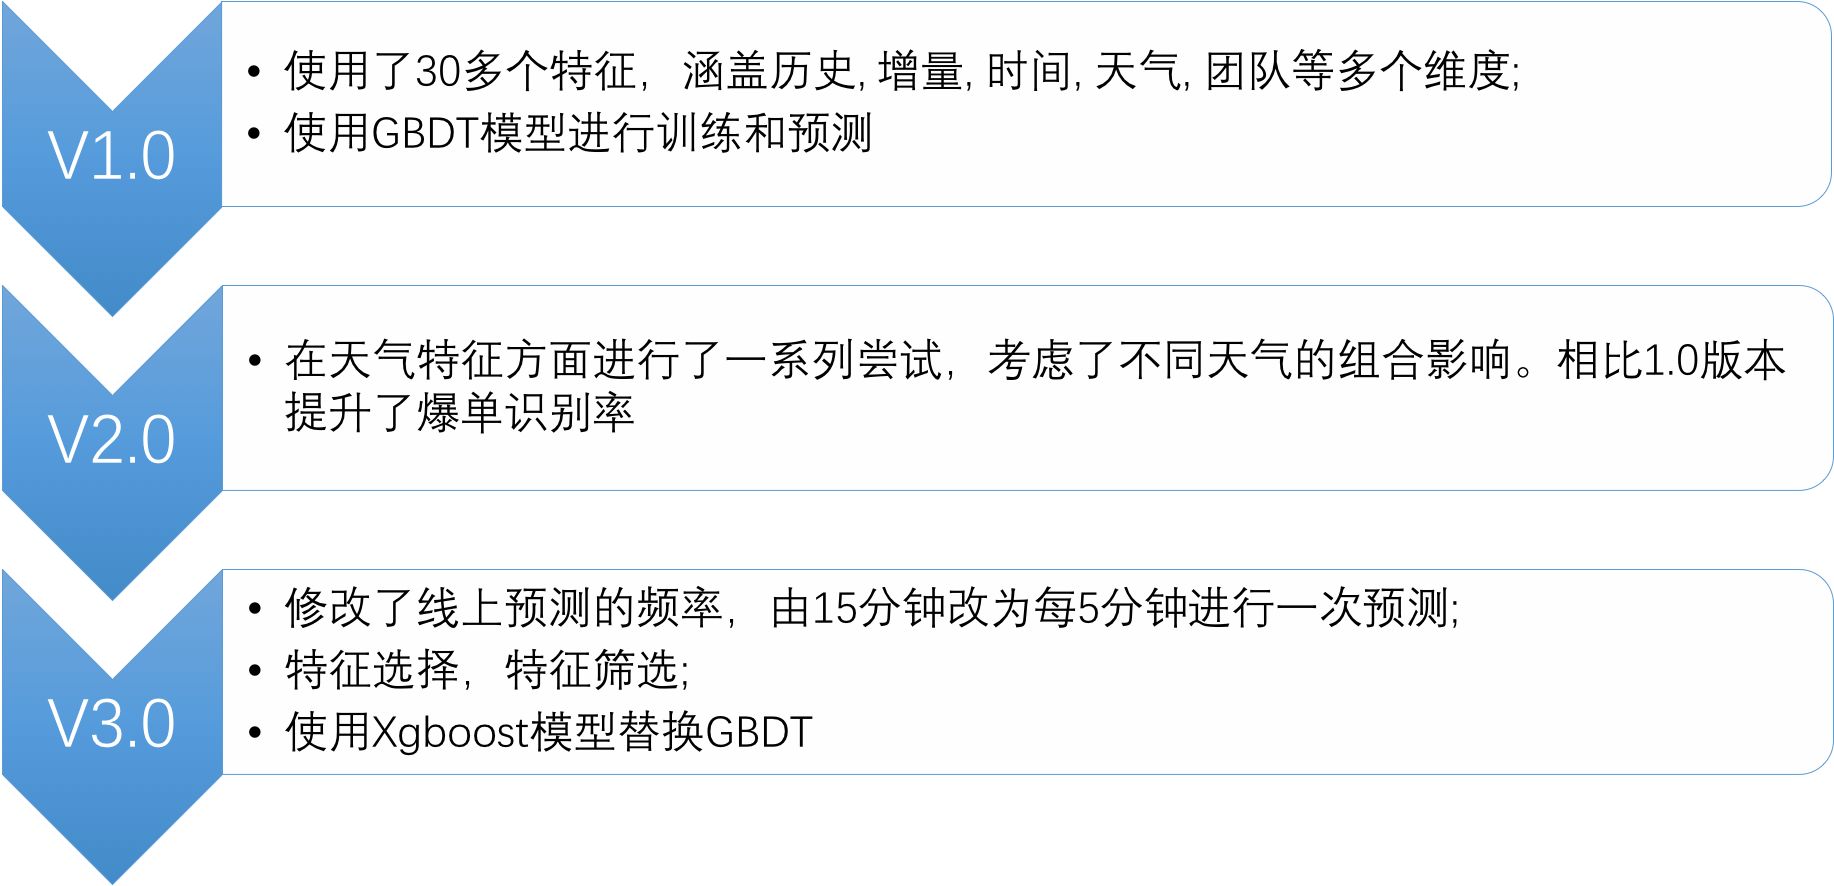 V1.0
• 使用了30多个特征，涵盖历史, 增量, 时间, 天气, 团队等多个维度;
• 使用GBDT模型进行训练和预测
V2.0
• 在天气特征方面进行了一系列尝试，考虑了不同天气的组合影响。相比1.0版本
提升了爆单识别率
V3.0
• 修改了线上预测的频率，由15分钟改为每5分钟进行一次预测;
• 特征选择，特征筛选;
• 使用Xgboost模型替换GBDT